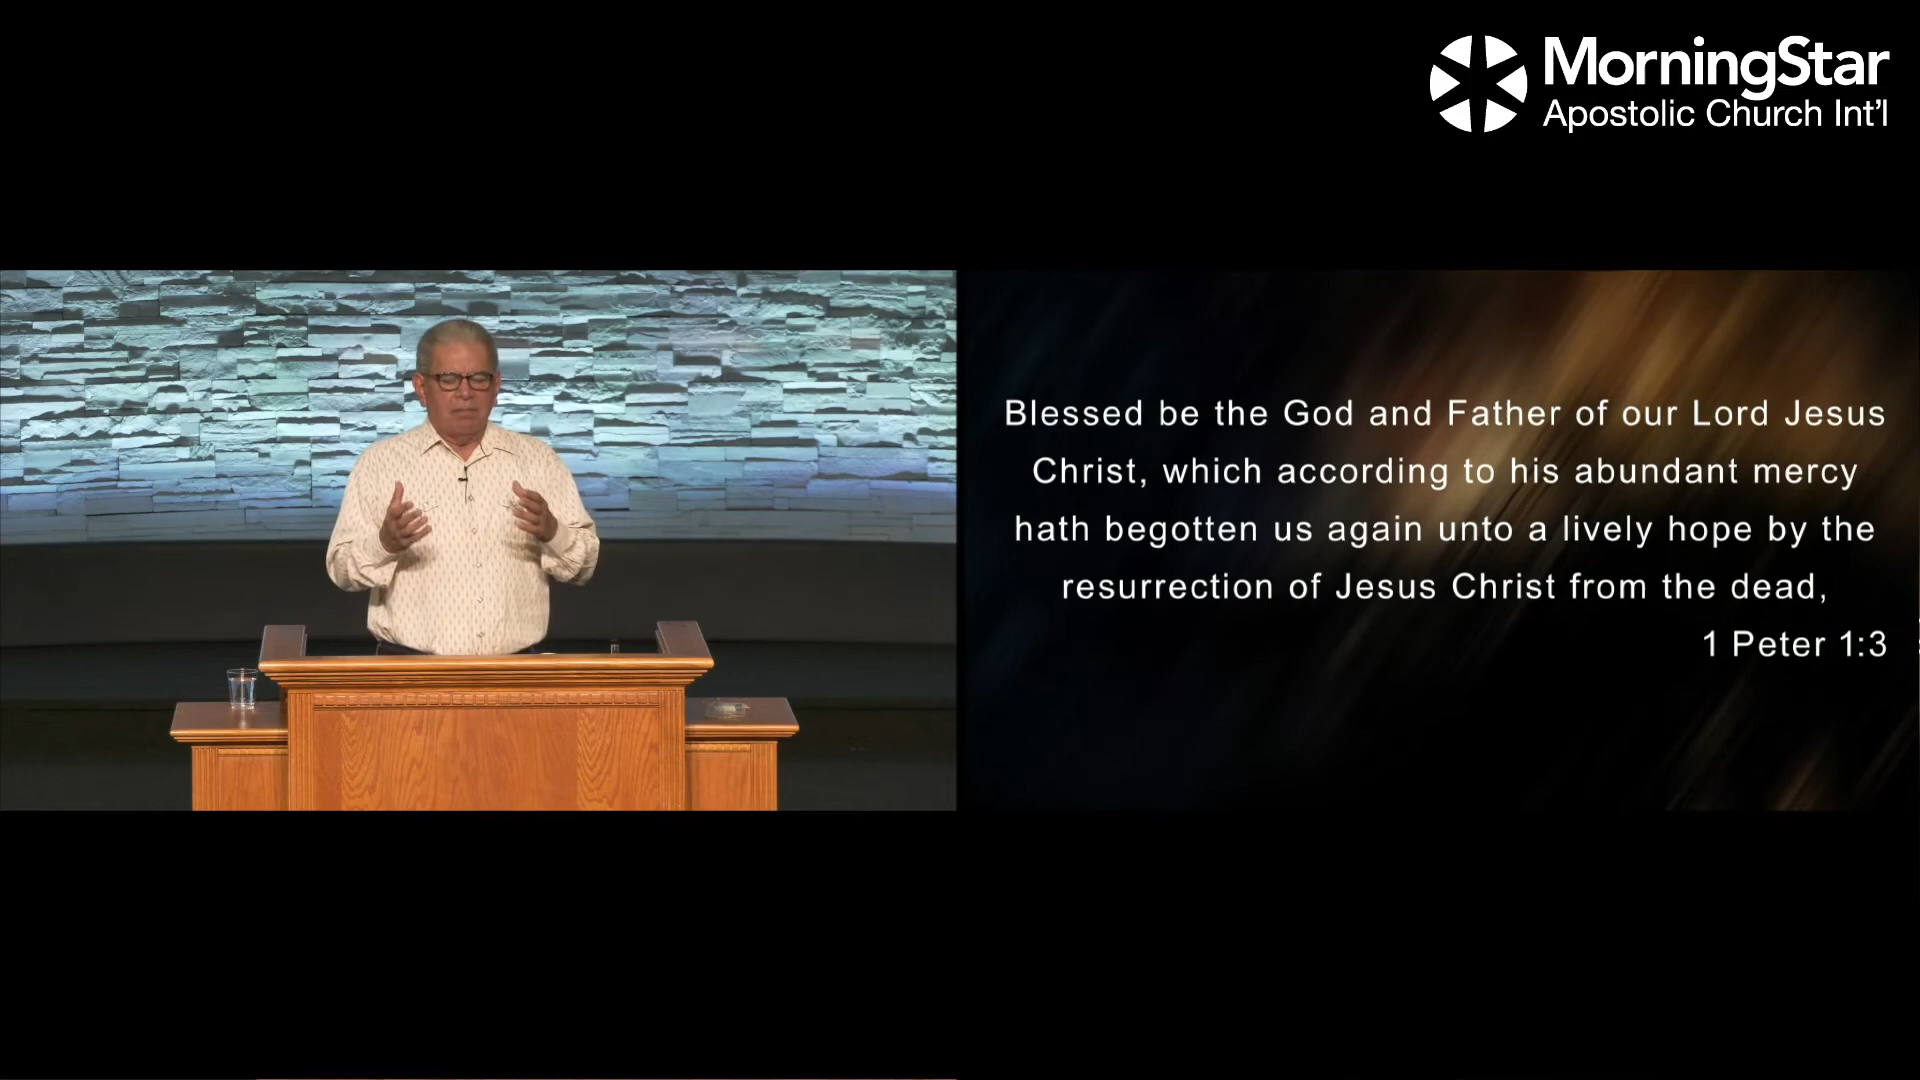 MorningStar
Apostolic Church Int'l
Blessed be the God and Father of our Lord Jesus
Christ, which according to his abundant mercy
hath begotten us again unto a lively hope by the
resurrection of Jesus Christ from the dead,
1 Peter 1:3